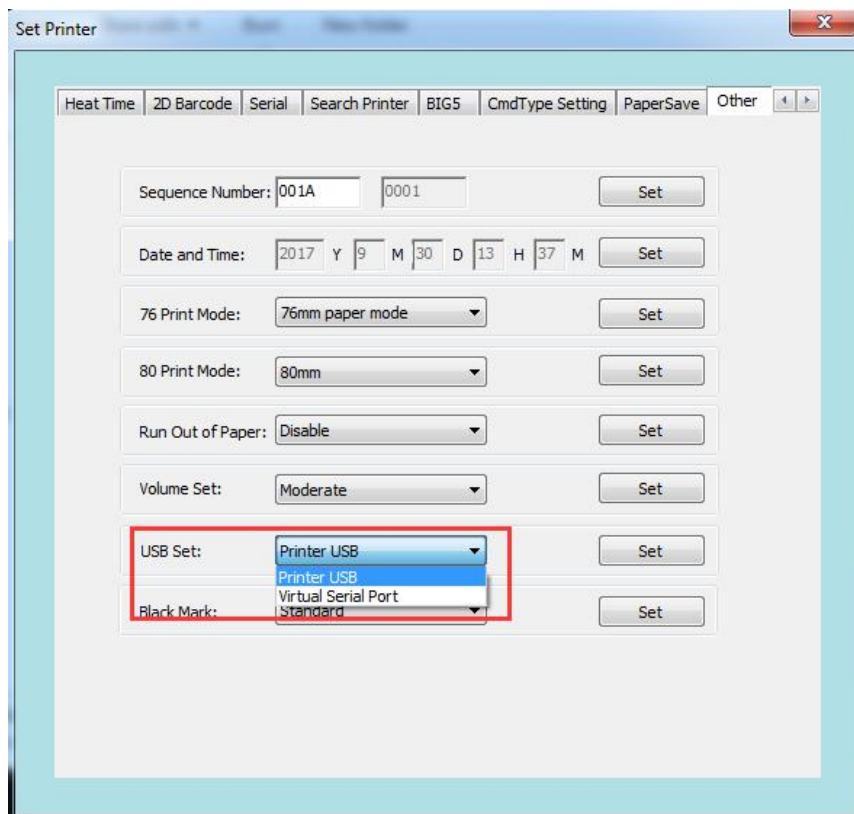 Set Printer
Heat Time 2D Barcode Serial Search Printer BIG5 CmdType Setting PaperSave Other
Sequence Number: 001A 0001 Set
Date and Time: 2017 Y 9 M 30 D 13 H 37 M Set
76 Print Mode: 76mm paper mode Set
80 Print Mode: 80mm Set
Run Out of Paper: Disable Set
Volume Set: Moderate Set
USB Set: Printer USB Set
Printer USB
Virtual Serial Port
Black Mark: Standard Set